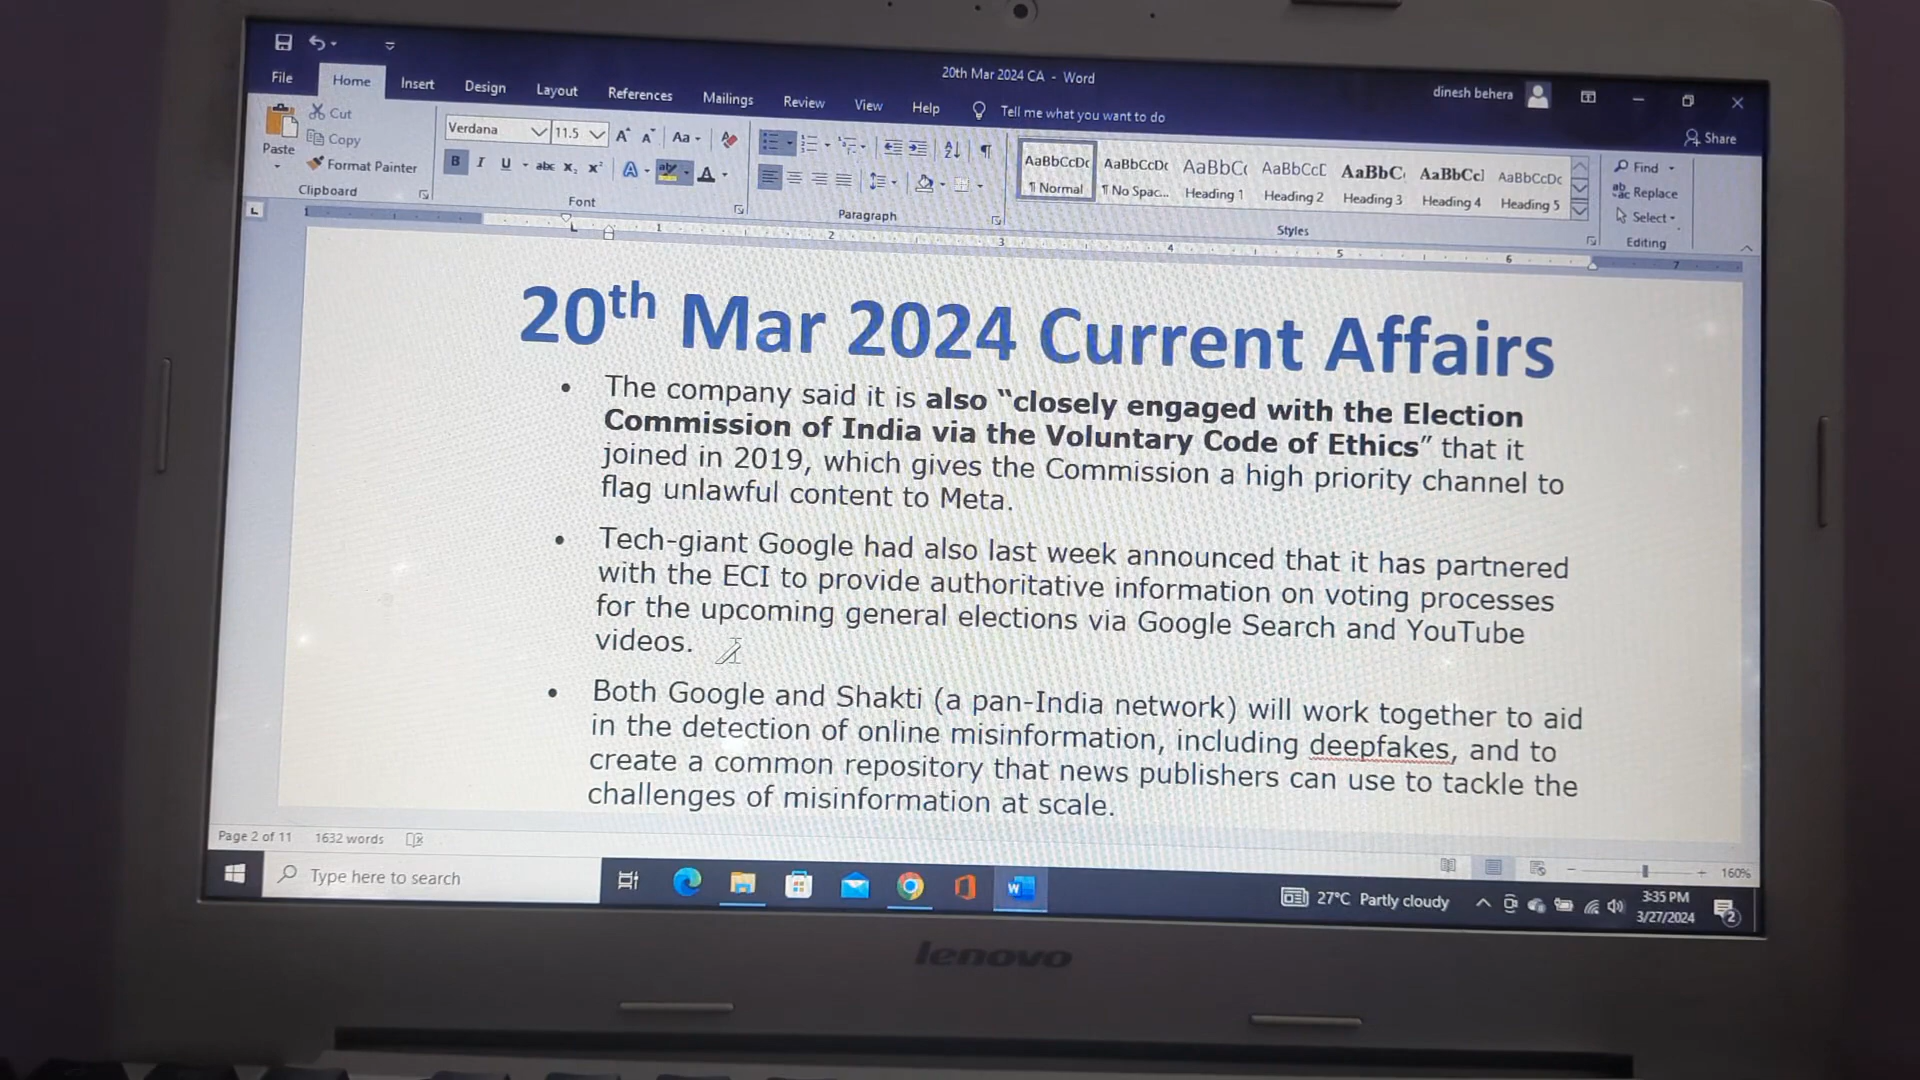 20th Mar 2024 CA - Word
dinesh behera
File Home Insert Design Layout References Mailings Review View Help Tell me what you want to do
Share
Paste
Cut
Copy
Format Painter
Clipboard
Verdana 11.5
Font
Paragraph
AaBbCcDc AaBbCcDc AaBbC( AaBbCcD AaBbC AaBbCcI AaBbCcDc
¶ Normal ¶ No Spac... Heading 1 Heading 2 Heading 3 Heading 4 Heading 5
Styles
Find
Replace
Select
Editing
1 1 2 3 4 5 6 7
20th Mar 2024 Current Affairs
• The company said it is also “closely engaged with the Election
Commission of India via the Voluntary Code of Ethics” that it
joined in 2019, which gives the Commission a high priority channel to
flag unlawful content to Meta.
• Tech-giant Google had also last week announced that it has partnered
with the ECI to provide authoritative information on voting processes
for the upcoming general elections via Google Search and YouTube
videos.
• Both Google and Shakti (a pan-India network) will work together to aid
in the detection of online misinformation, including deepfakes, and to
create a common repository that news publishers can use to tackle the
challenges of misinformation at scale.
Page 2 of 11 1632 words
160%
Type here to search
27°C Partly cloudy
3:35 PM
3/27/2024
2
lenovo